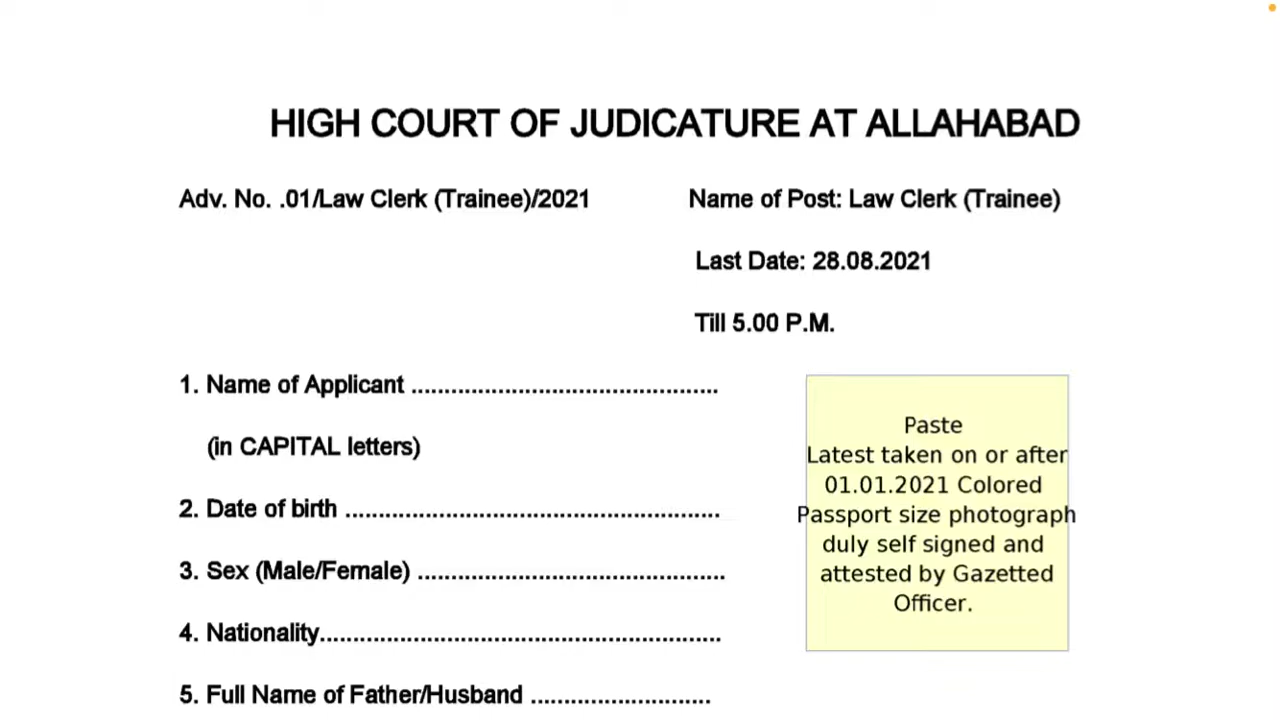 HIGH COURT OF JUDICATURE AT ALLAHABAD
Adv. No. .01/Law Clerk (Trainee)/2021
Name of Post: Law Clerk (Trainee)
Last Date: 28.08.2021
Till 5.00 P.M.
1. Name of Applicant ..............................................
(in CAPITAL letters)
2. Date of birth ........................................................
3. Sex (Male/Female) ..............................................
4. Nationality............................................................
5. Full Name of Father/Husband ...........................
Paste
Latest taken on or after
01.01.2021 Colored
Passport size photograph
duly self signed and
attested by Gazetted
Officer.